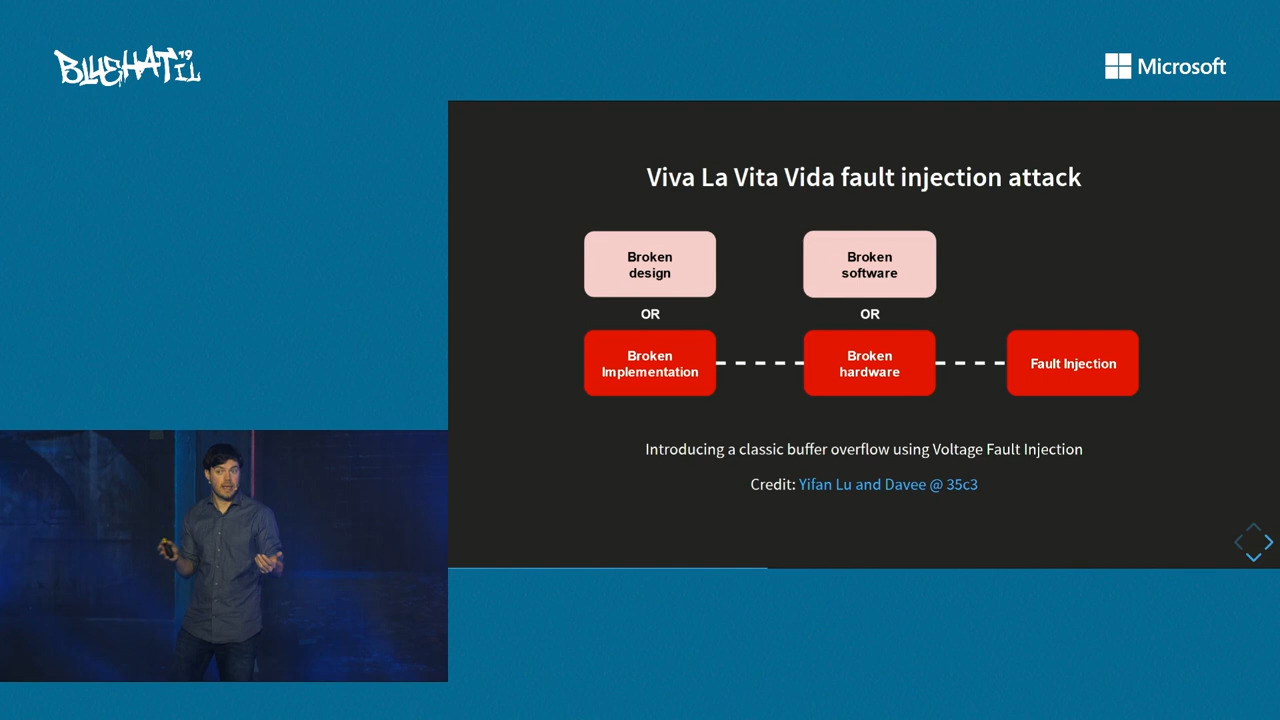 BLUEHAT IL 19
Microsoft
Viva La Vita Vida fault injection attack
Broken
design
Broken
software
OR
OR
Broken
Implementation
Broken
hardware
Fault Injection
Introducing a classic buffer overflow using Voltage Fault Injection
Credit: Yifan Lu and Davee @ 35c3